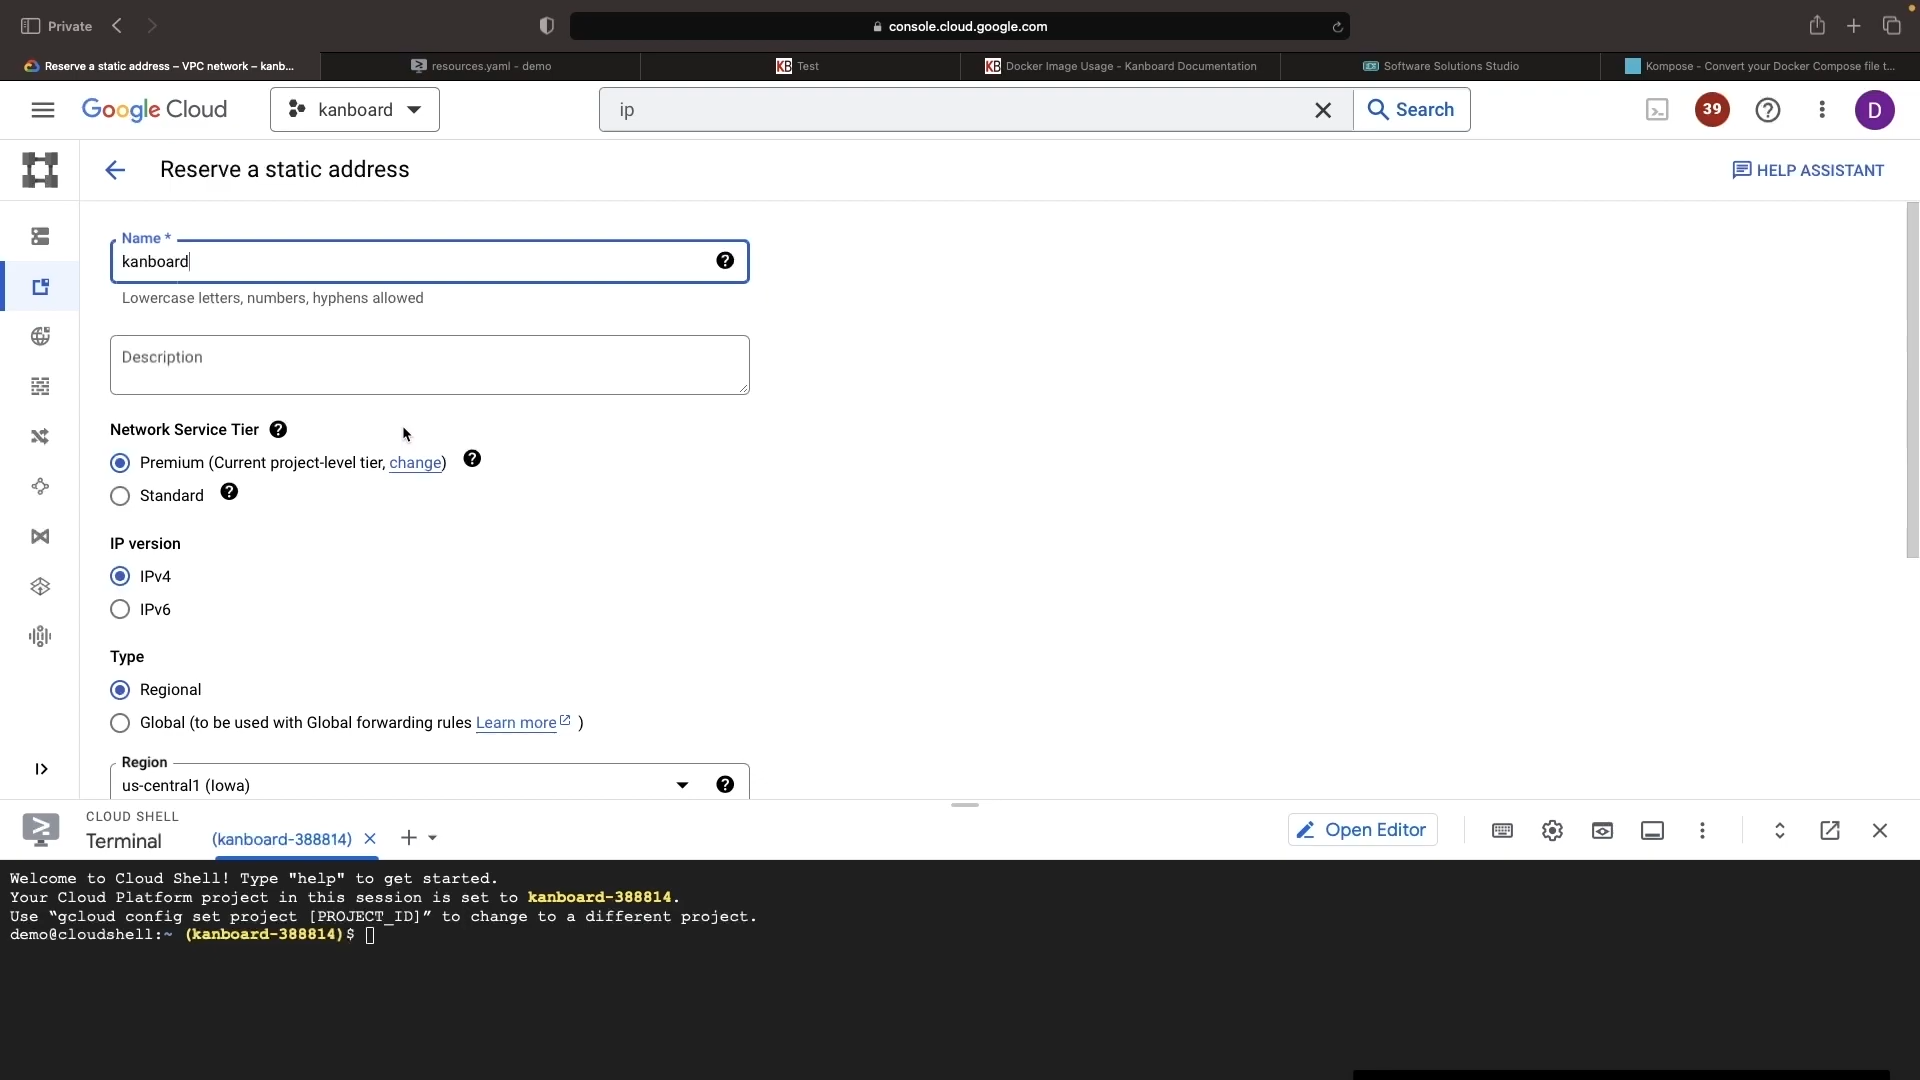 Private
console.cloud.google.com
Reserve a static address – VPC network – kanb...
resources.yaml - demo
KB Test
KB Docker Image Usage - Kanboard Documentation
Software Solutions Studio
Kompose - Convert your Docker Compose file t...
Google Cloud
kanboard
ip
Search
39
D
Reserve a static address
HELP ASSISTANT
Name *
kanboard
Lowercase letters, numbers, hyphens allowed
Description
Network Service Tier
Premium (Current project-level tier, change)
Standard
IP version
IPv4
IPv6
Type
Regional
Global (to be used with Global forwarding rules Learn more )
Region
us-central1 (Iowa)
CLOUD SHELL
Terminal
(kanboard-388814)
Open Editor
Welcome to Cloud Shell! Type "help" to get started.
Your Cloud Platform project in this session is set to kanboard-388814.
Use “gcloud config set project [PROJECT_ID]” to change to a different project.
demo@cloudshell:~ (kanboard-388814)$